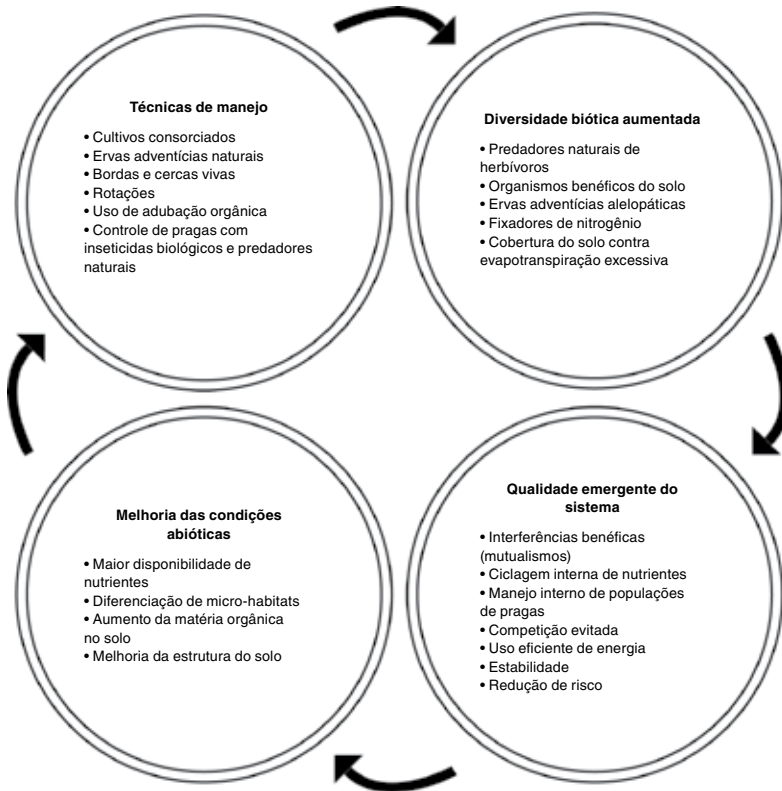 Técnicas de manejo
• Cultivos consorciados
• Ervas adventícias naturais
• Bordas e cercas vivas
• Rotações
• Uso de adubação orgânica
• Controle de pragas com
inseticidas biológicos e predadores
naturais
Diversidade biótica aumentada
• Predadores naturais de
herbívoros
• Organismos benéficos do solo
• Ervas adventícias alelopáticas
• Fixadores de nitrogênio
• Cobertura do solo contra
evapotranspiração excessiva
Qualidade emergente do
sistema
• Interferências benéficas
(mutualismos)
• Ciclagem interna de nutrientes
• Manejo interno de populações
de pragas
• Competição evitada
• Uso eficiente de energia
• Estabilidade
• Redução de risco
Melhoria das condições
abióticas
• Maior disponibilidade de
nutrientes
• Diferenciação de micro-habitats
• Aumento da matéria orgânica
no solo
• Melhoria da estrutura do solo